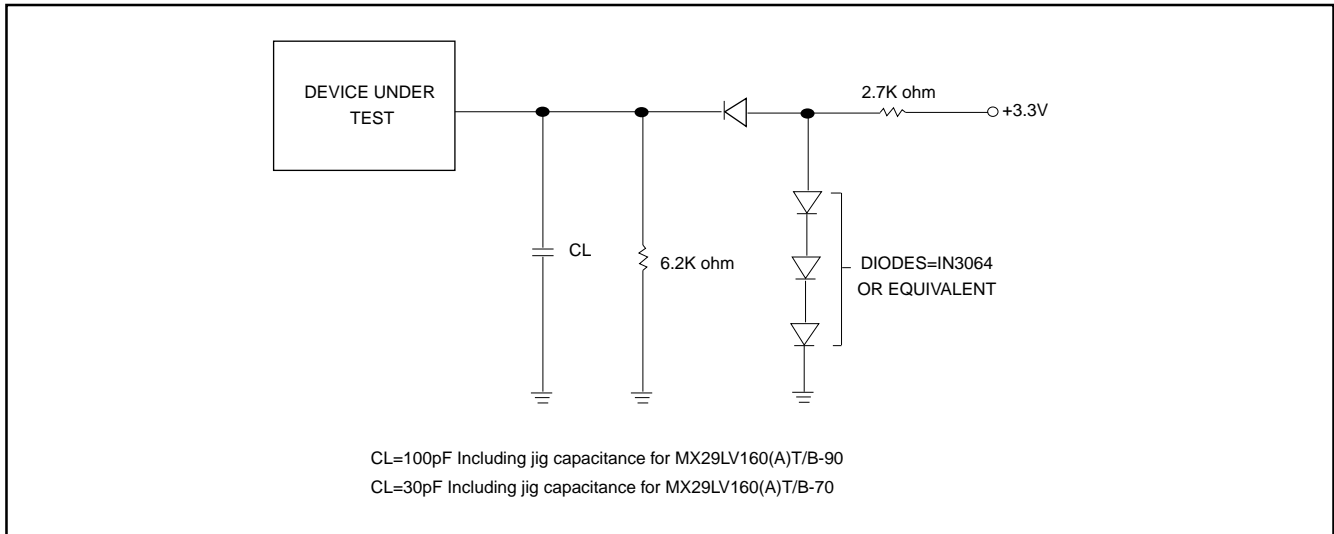 DEVICE UNDER
TEST
2.7K ohm
+3.3V
CL
6.2K ohm
DIODES=IN3064
OR EQUIVALENT
CL=100pF Including jig capacitance for MX29LV160(A)T/B-90
CL=30pF Including jig capacitance for MX29LV160(A)T/B-70